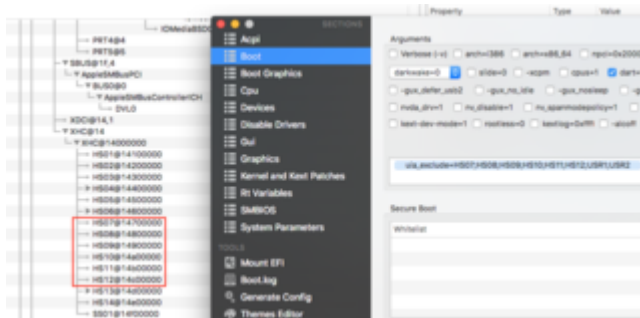 Property Type Value
IOMediaBSDC
PRT4@4
PRT5@5
SBUS@1F,4
AppleSMBusPCI
BUS0@0
AppleSMBusControllerICH
DVL0
XDCI@14,1
XHC@14
XHC@14000000
HS01@14100000
HS02@14200000
HS03@14300000
HS04@14400000
HS05@14500000
HS06@14600000
HS07@14700000
HS08@14800000
HS09@14900000
HS10@14a00000
HS11@14b00000
HS12@14c00000
HS13@14d00000
HS14@14e00000
SS01@14f00000
SECTIONS
Acpi
Boot
Boot Graphics
Cpu
Devices
Disable Drivers
Gui
Graphics
Kernel and Kext Patches
Rt Variables
SMBIOS
System Parameters
TOOLS
Mount EFI
Boot.log
Generate Config
Themes Editor
Arguments
Verbose (-v) arch=i386 arch=x86_64 npci=0x2000
darkwake=0 slide=0 -xcpm cpus=1 dart=
-gux_defer_usb2 -gux_no_idle -gux_nosleep -g
nvda_drv=1 nv_disable=1 nv_spanmodepolicy=1
kext-dev-mode=1 rootless=0 kextlog=0xffff -alcoff
uia_exclude=HS07;HS08;HS09;HS10;HS11;HS12;USR1;USR2
Secure Boot
Whitelist